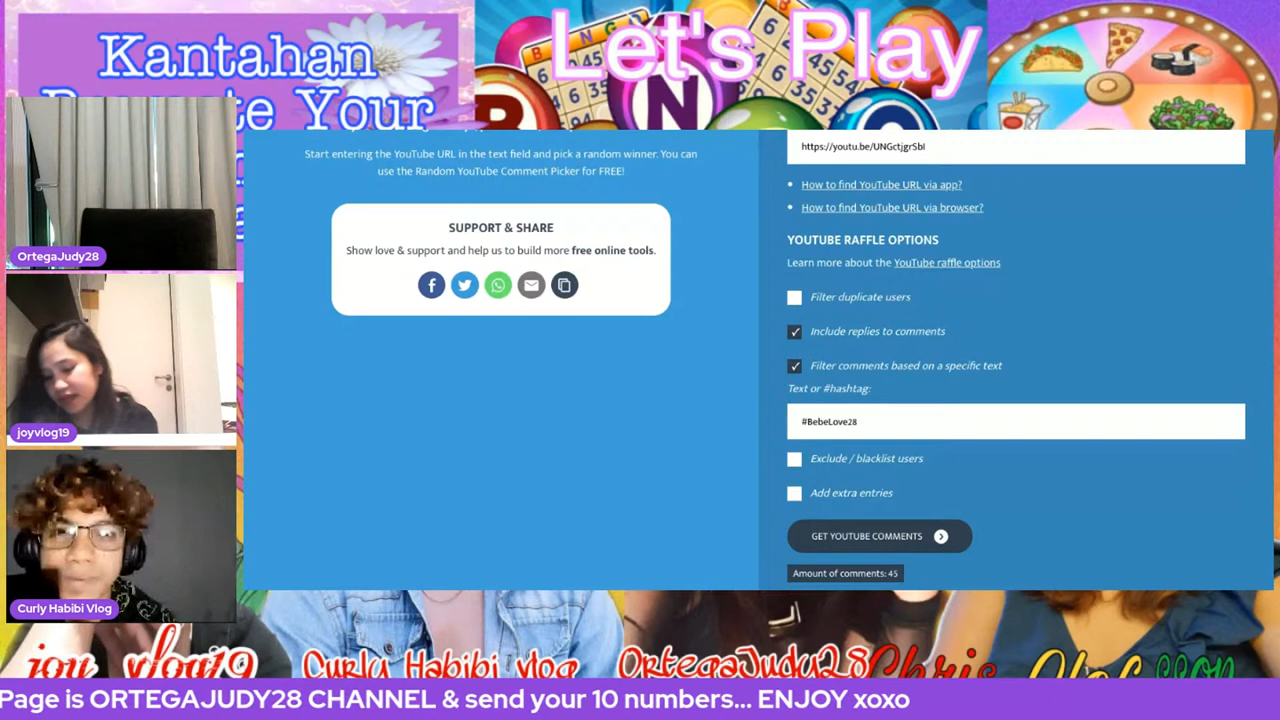 Kantahan
Let's Play
B N
Your
https://youtu.be/UNGctjgrSbI
Start entering the YouTube URL in the text field and pick a random winner. You can
use the Random YouTube Comment Picker for FREE!
How to find YouTube URL via app?
How to find YouTube URL via browser?
SUPPORT & SHARE
Show love & support and help us to build more free online tools.
YOUTUBE RAFFLE OPTIONS
Learn more about the YouTube raffle options
Filter duplicate users
Include replies to comments
Filter comments based on a specific text
Text or #hashtag:
#BebeLove28
Exclude / blacklist users
Add extra entries
GET YOUTUBE COMMENTS
Amount of comments: 45
OrtegaJudy28
joyvlog19
Curly Habibi Vlog
joy vlog19
Curly Habibi vlog
OrtegaJudy28
Chris
Page is ORTEGAJUDY28 CHANNEL & send your 10 numbers... ENJOY xoxo